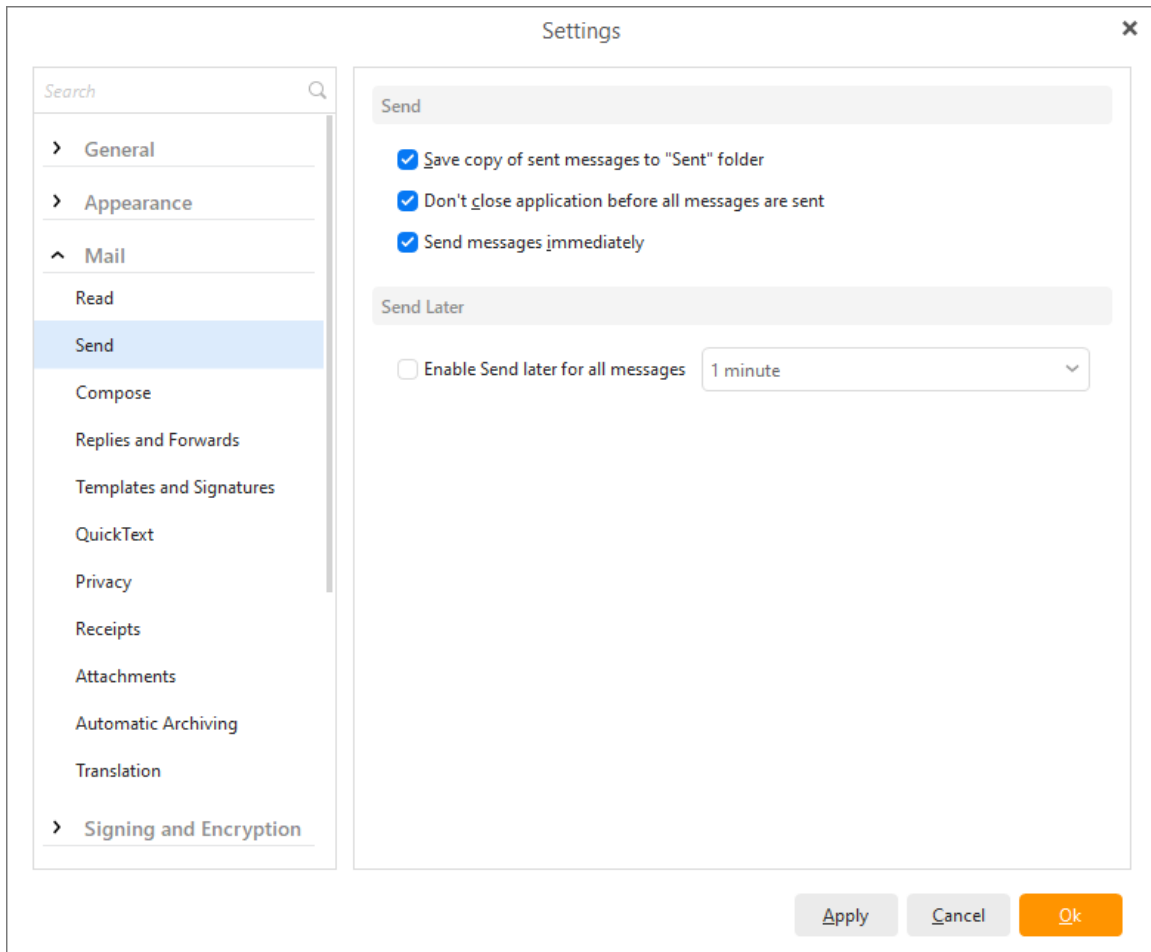 Settings
Search
General
Appearance
Mail
Read
Send
Compose
Replies and Forwards
Templates and Signatures
QuickText
Privacy
Receipts
Attachments
Automatic Archiving
Translation
Signing and Encryption
Send
Save copy of sent messages to "Sent" folder
Don't close application before all messages are sent
Send messages immediately
Send Later
Enable Send later for all messages 1 minute
Apply Cancel Ok